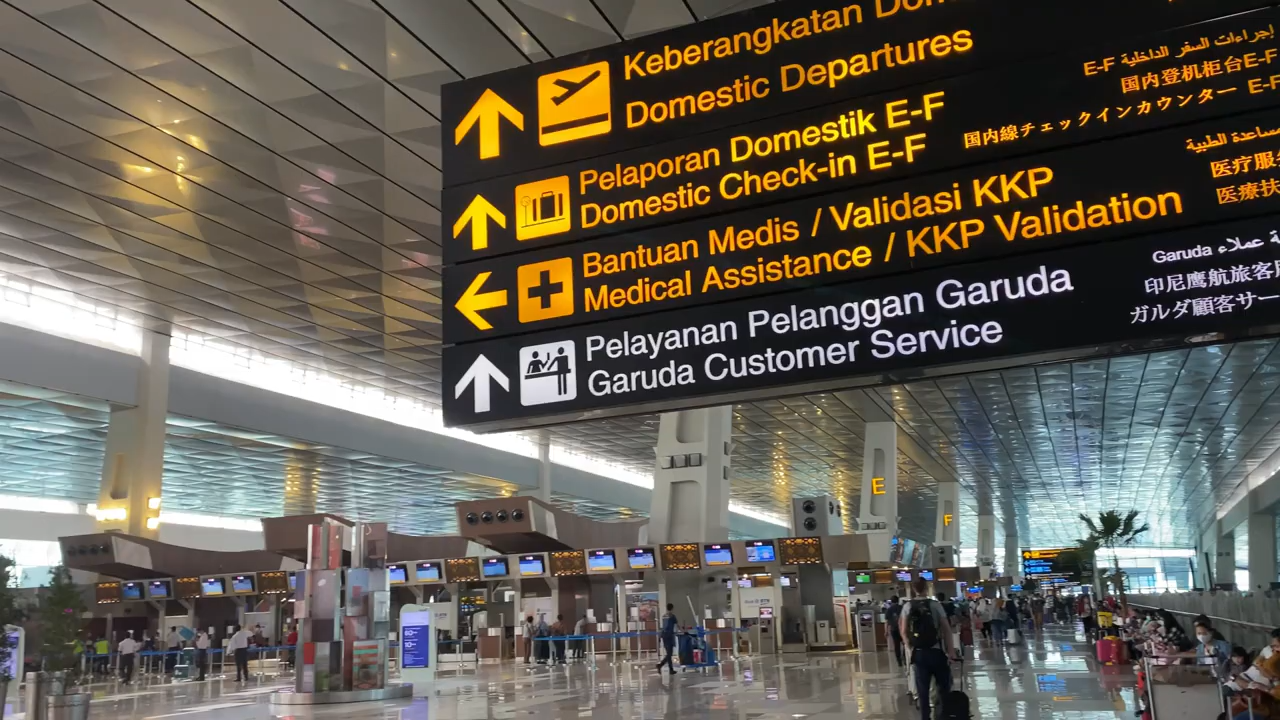 Keberangkatan
Domestic Departures
Pelaporan Domestik E-F
Domestic Check-in E-F
إجراءات السفر الداخلية E-F
国内登机柜台E-F
国内線チェックインカウンター E-F
Bantuan Medis / Validasi KKP
Medical Assistance / KKP Validation
الطبية
医疗
医療
Pelayanan Pelanggan Garuda
Garuda Customer Service
عملاء Garuda
印尼鹰航旅客
ガルダ顧客サー
E
F